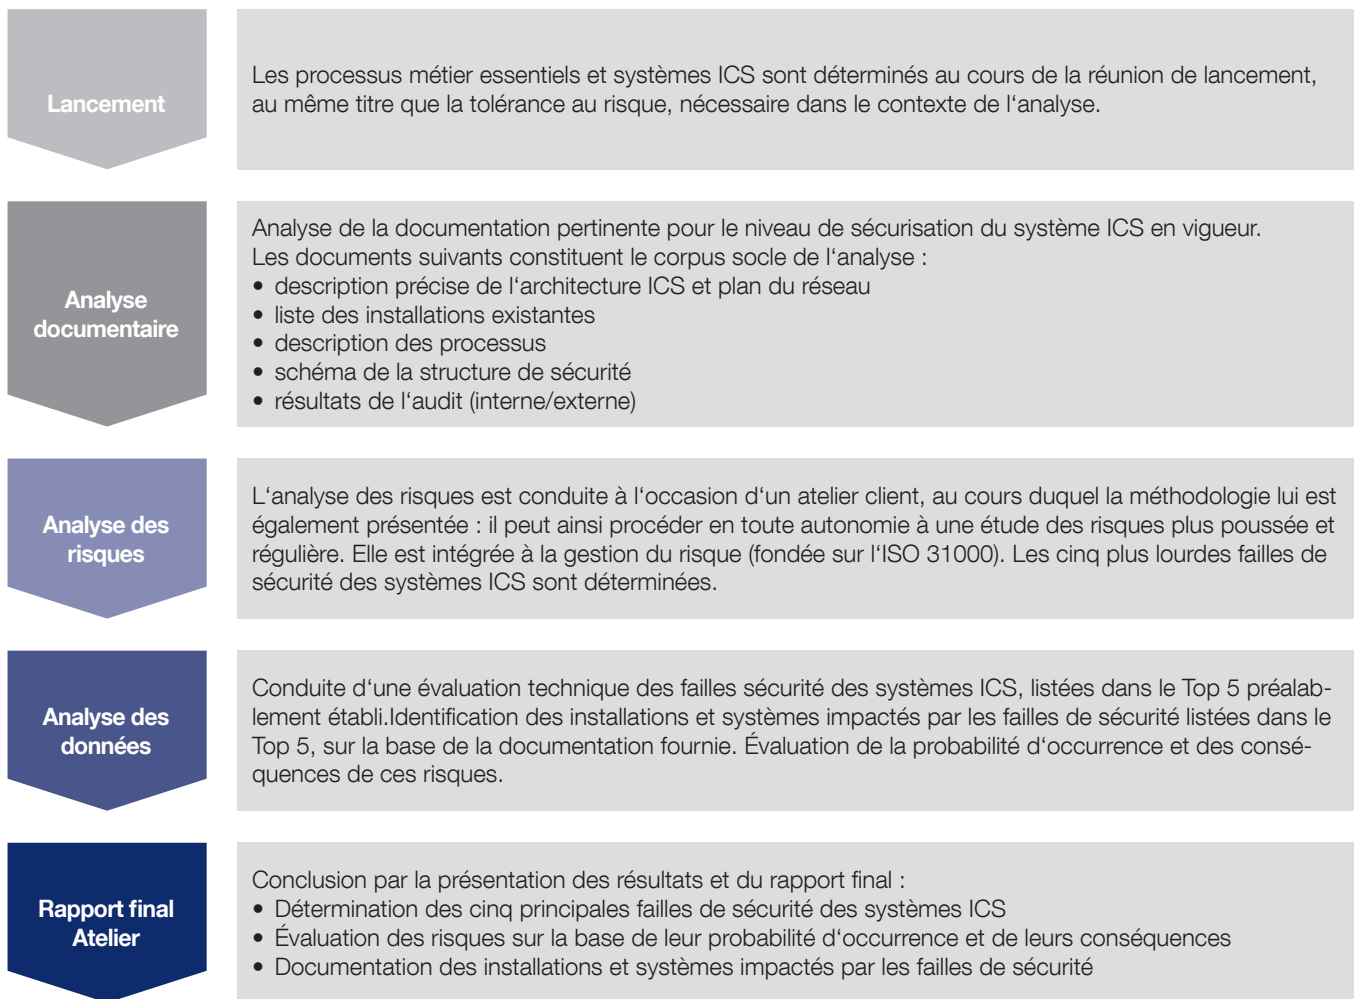 Lancement
Les processus métier essentiels et systèmes ICS sont déterminés au cours de la réunion de lancement,
au même titre que la tolérance au risque, nécessaire dans le contexte de l‘analyse.
Analyse
documentaire
Analyse de la documentation pertinente pour le niveau de sécurisation du système ICS en vigueur.
Les documents suivants constituent le corpus socle de l‘analyse :
• description précise de l‘architecture ICS et plan du réseau
• liste des installations existantes
• description des processus
• schéma de la structure de sécurité
• résultats de l‘audit (interne/externe)
Analyse des
risques
L‘analyse des risques est conduite à l‘occasion d‘un atelier client, au cours duquel la méthodologie lui est
également présentée : il peut ainsi procéder en toute autonomie à une étude des risques plus poussée et
régulière. Elle est intégrée à la gestion du risque (fondée sur l‘ISO 31000). Les cinq plus lourdes failles de
sécurité des systèmes ICS sont déterminées.
Analyse des
données
Conduite d‘une évaluation technique des failles sécurité des systèmes ICS, listées dans le Top 5 préalab-
lement établi.Identification des installations et systèmes impactés par les failles de sécurité listées dans le
Top 5, sur la base de la documentation fournie. Évaluation de la probabilité d‘occurrence et des consé-
quences de ces risques.
Rapport final
Atelier
Conclusion par la présentation des résultats et du rapport final :
• Détermination des cinq principales failles de sécurité des systèmes ICS
• Évaluation des risques sur la base de leur probabilité d‘occurrence et de leurs conséquences
• Documentation des installations et systèmes impactés par les failles de sécurité